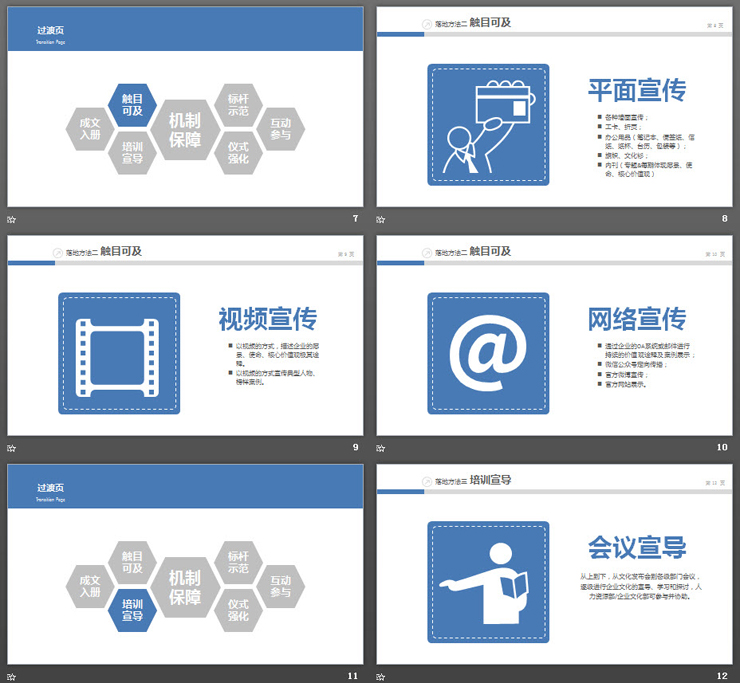 过渡页
Transition Page
成文
入册
触目
可及
培训
宣导
机制
保障
标杆
示范
仪式
强化
互动
参与
7
落地方法二 触目可及
第 8 页
平面宣传
各种墙面宣传；
工卡、折页；
办公用品（笔记本、便签纸、信
纸、纸杯、台历、包装等）；
旗帜、文化衫；
内刊（专题&每期体现愿景、使
命、核心价值观）
8
落地方法二 触目可及
第 9 页
视频宣传
以视频的方式，描述企业的愿
景、使命、核心价值观及其诠
释。
以视频的方式宣传典型人物、
榜样案例。
9
落地方法二 触目可及
第 10 页
网络宣传
通过企业的OA系统或邮件进行
持续的价值观诠释及案例展示；
微信公众号定向传播；
官方微博宣传；
官方网站展示。
10
过渡页
Transition Page
成文
入册
触目
可及
培训
宣导
机制
保障
标杆
示范
仪式
强化
互动
参与
11
落地方法三 培训宣导
第 12 页
会议宣导
从上到下，从文化发布会到各级部门会议，
逐级进行企业文化的宣导、学习和探讨，人
力资源部/企业文化部可参与并协助。
12